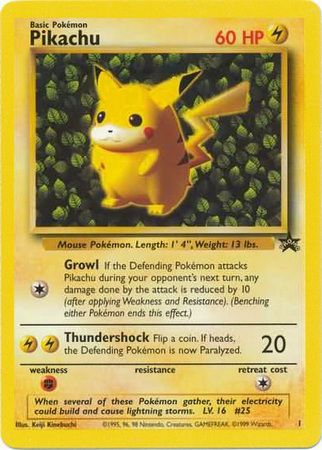 Basic Pokémon
Pikachu 60 HP
Mouse Pokémon. Length: 1' 4", Weight: 13 lbs.
Growl If the Defending Pokémon attacks
Pikachu during your opponent's next turn, any
damage done by the attack is reduced by 10
(after applying Weakness and Resistance). (Benching
either Pokémon ends this effect.)
Thundershock Flip a coin. If heads,
the Defending Pokémon is now Paralyzed. 20
weakness resistance retreat cost
When several of these Pokémon gather, their electricity
could build and cause lightning storms. LV. 16 #25
Illus. Keiji Kinebuchi ©1995, 96, 98 Nintendo, Creatures, GAMEFREAK. ©1999 Wizards. 1